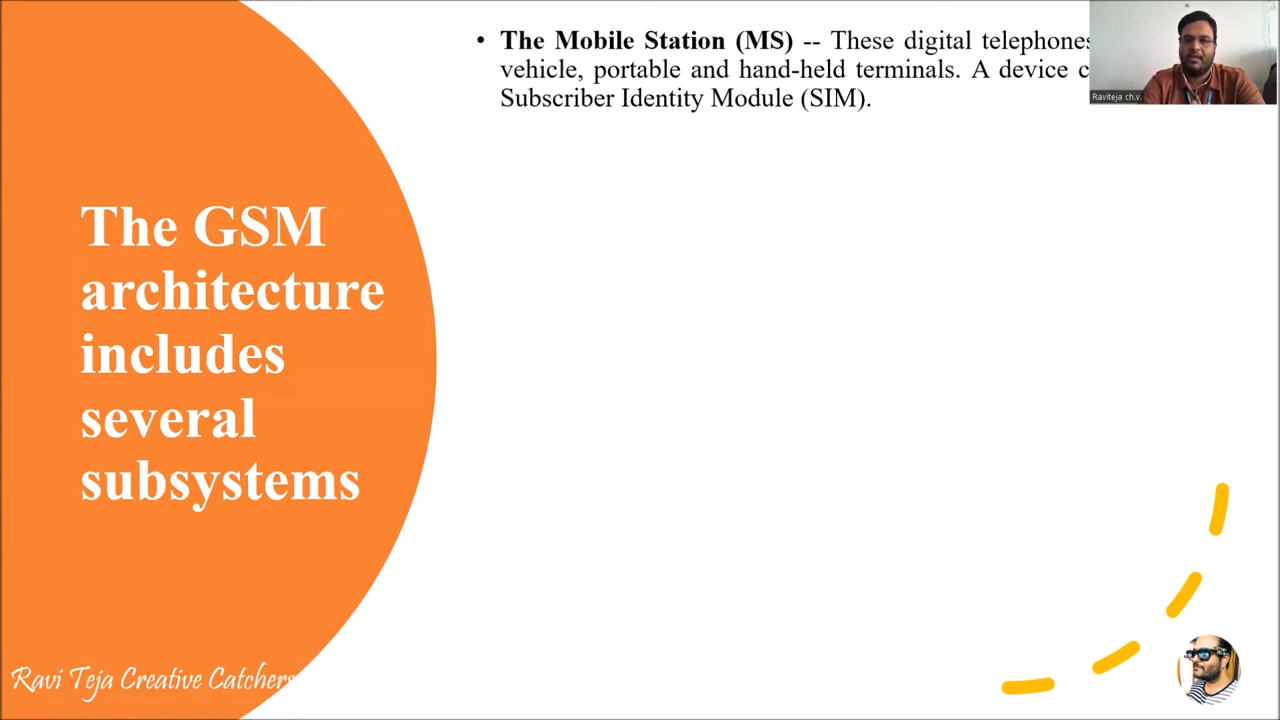 The GSM
architecture
includes
several
subsystems
• The Mobile Station (MS) -- These digital telephones
vehicle, portable and hand-held terminals. A device
Subscriber Identity Module (SIM).
Raviteja ch.v.
Ravi Teja Creative Catchers